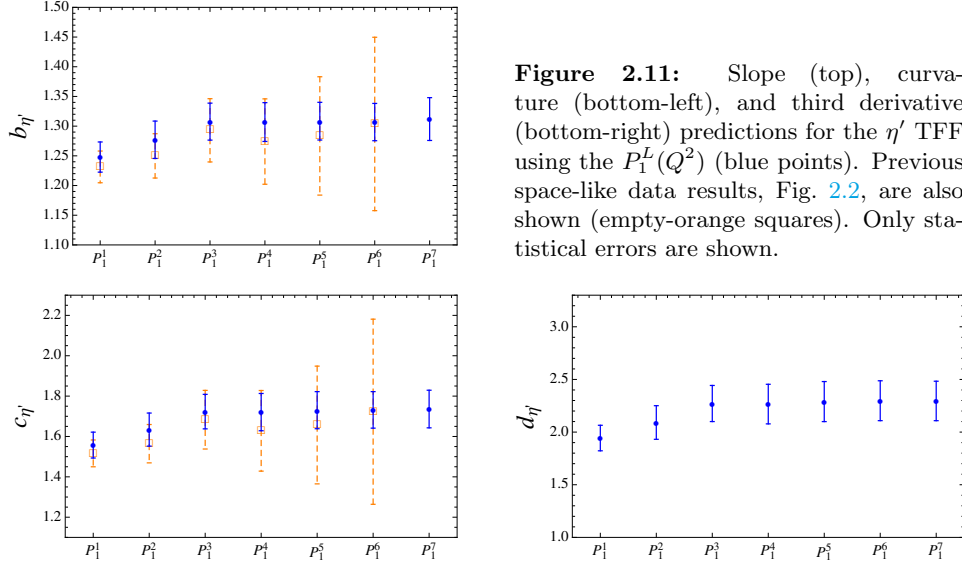 1.50
1.45
1.40
1.35
1.30
1.25
1.20
1.15
1.10
b_η′
P_1^1 P_1^2 P_1^3 P_1^4 P_1^5 P_1^6 P_1^7
Figure 2.11: Slope (top), curva-
ture (bottom-left), and third derivative
(bottom-right) predictions for the η′ TFF
using the P_1^L(Q^2) (blue points). Previous
space-like data results, Fig. 2.2, are also
shown (empty-orange squares). Only sta-
tistical errors are shown.
2.2
2.0
1.8
1.6
1.4
1.2
c_η′
P_1^1 P_1^2 P_1^3 P_1^4 P_1^5 P_1^6 P_1^7
3.0
2.5
2.0
1.5
1.0
d_η′
P_1^1 P_1^2 P_1^3 P_1^4 P_1^5 P_1^6 P_1^7